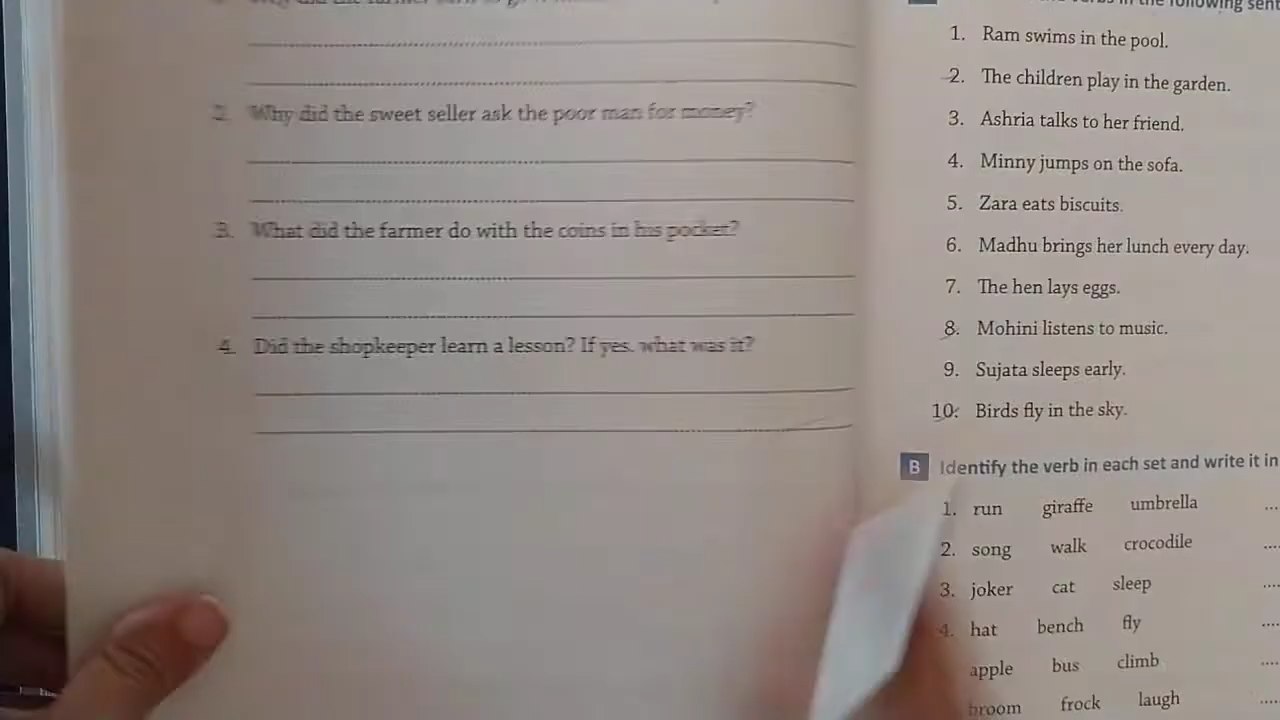 2. Why did the sweet seller ask the poor man for money?
3. What did the farmer do with the coins in his pocket?
4. Did the shopkeeper learn a lesson? If yes, what was it?
verbs in the following sent
1. Ram swims in the pool.
2. The children play in the garden.
3. Ashria talks to her friend.
4. Minny jumps on the sofa.
5. Zara eats biscuits.
6. Madhu brings her lunch every day.
7. The hen lays eggs.
8. Mohini listens to music.
9. Sujata sleeps early.
10. Birds fly in the sky.
B Identify the verb in each set and write it in
1. run giraffe umbrella ...
2. song walk crocodile ....
3. joker cat sleep ....
4. hat bench fly ....
apple bus climb ....
broom frock laugh ....